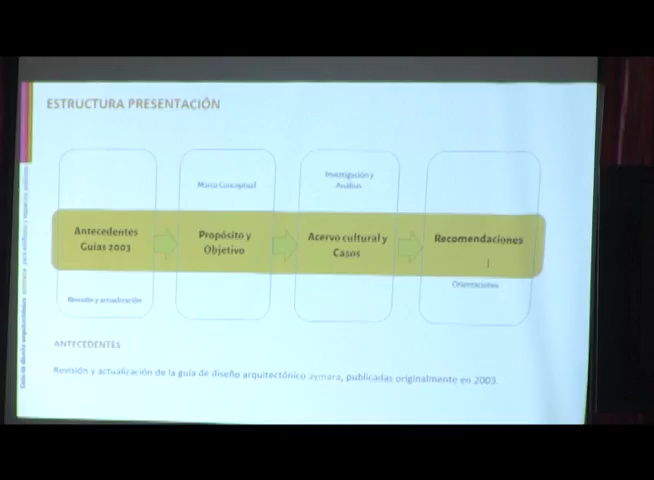 ESTRUCTURA PRESENTACIÓN
Marco Conceptual
Investigación y
Análisis
Antecedentes
Guías 2003
Propósito y
Objetivo
Acervo cultural y
Casos
Recomendaciones
Revisión y actualización
Orientaciones
ANTECEDENTES
Revisión y actualización de la guía de diseño arquitectónico aymara, publicadas originalmente en 2003.